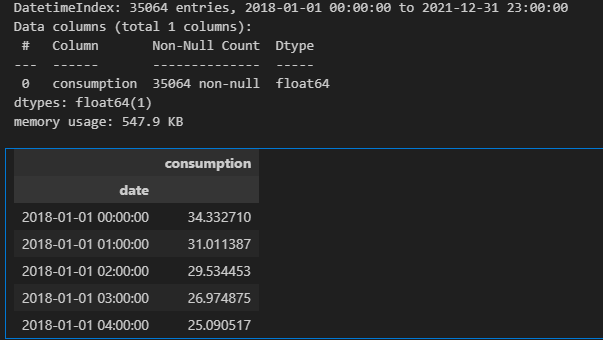 DatetimeIndex: 35064 entries, 2018-01-01 00:00:00 to 2021-12-31 23:00:00
Data columns (total 1 columns):
 #   Column       Non-Null Count  Dtype
---  ------       --------------  -----
 0   consumption  35064 non-null  float64
dtypes: float64(1)
memory usage: 547.9 KB
consumption
date
2018-01-01 00:00:00 34.332710
2018-01-01 01:00:00 31.011387
2018-01-01 02:00:00 29.534453
2018-01-01 03:00:00 26.974875
2018-01-01 04:00:00 25.090517